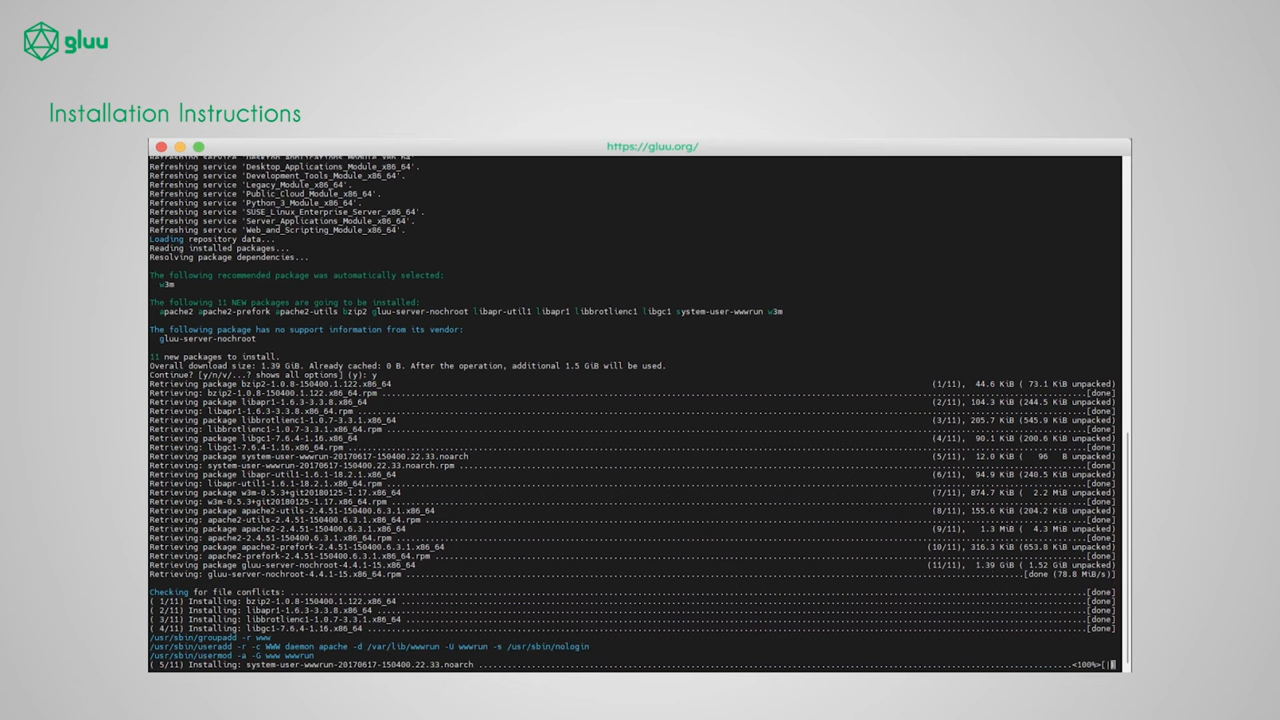 gluu
Installation Instructions
https://gluu.org/
Refreshing service 'Desktop_Applications_Module_x86_64'.
Refreshing service 'Desktop_Applications_Module_x86_64'.
Refreshing service 'Development_Tools_Module_x86_64'.
Refreshing service 'Legacy_Module_x86_64'.
Refreshing service 'Public_Cloud_Module_x86_64'.
Refreshing service 'Python_3_Module_x86_64'.
Refreshing service 'SUSE_Linux_Enterprise_Server_x86_64'.
Refreshing service 'Server_Applications_Module_x86_64'.
Refreshing service 'Web_and_Scripting_Module_x86_64'.
Loading repository data...
Reading installed packages...
Resolving package dependencies...
The following recommended package was automatically selected:
w3m
The following 11 NEW packages are going to be installed:
apache2 apache2-prefork apache2-utils bzip2 gluu-server-nochroot libapr-util1 libapr1 libbrotlienc1 libgc1 system-user-wwwrun w3m
The following package has no support information from its vendor:
gluu-server-nochroot
11 new packages to install.
Overall download size: 1.39 GiB. Already cached: 0 B. After the operation, additional 1.5 GiB will be used.
Continue? [y/n/v/...? shows all options] (y): y
Retrieving package bzip2-1.0.8-150400.1.122.x86_64 (1/11), 44.6 KiB ( 73.1 KiB unpacked)
Retrieving: bzip2-1.0.8-150400.1.122.x86_64.rpm ...[done]
Retrieving package libapr1-1.6.3-3.3.8.x86_64 (2/11), 104.3 KiB (244.5 KiB unpacked)
Retrieving: libapr1-1.6.3-3.3.8.x86_64.rpm ...[done]
Retrieving package libbrotlienc1-1.0.7-3.3.1.x86_64 (3/11), 205.7 KiB (545.9 KiB unpacked)
Retrieving: libbrotlienc1-1.0.7-3.3.1.x86_64.rpm ...[done]
Retrieving package libgc1-7.6.4-1.16.x86_64 (4/11), 90.1 KiB (200.6 KiB unpacked)
Retrieving: libgc1-7.6.4-1.16.x86_64.rpm ...[done]
Retrieving package system-user-wwwrun-20170617-150400.22.33.noarch (5/11), 12.0 KiB ( 96 B unpacked)
Retrieving: system-user-wwwrun-20170617-150400.22.33.noarch.rpm ...[done]
Retrieving package libapr-util1-1.6.1-18.2.1.x86_64 (6/11), 94.9 KiB (240.5 KiB unpacked)
Retrieving: libapr-util1-1.6.1-18.2.1.x86_64.rpm ...[done]
Retrieving package w3m-0.5.3+git20180125-1.17.x86_64 (7/11), 874.7 KiB ( 2.2 MiB unpacked)
Retrieving: w3m-0.5.3+git20180125-1.17.x86_64.rpm ...[done]
Retrieving package apache2-utils-2.4.51-150400.6.3.1.x86_64 (8/11), 155.6 KiB (204.2 KiB unpacked)
Retrieving: apache2-utils-2.4.51-150400.6.3.1.x86_64.rpm ...[done]
Retrieving package apache2-2.4.51-150400.6.3.1.x86_64 (9/11), 1.3 MiB ( 4.3 MiB unpacked)
Retrieving: apache2-2.4.51-150400.6.3.1.x86_64.rpm ...[done]
Retrieving package apache2-prefork-2.4.51-150400.6.3.1.x86_64 (10/11), 316.3 KiB (653.8 KiB unpacked)
Retrieving: apache2-prefork-2.4.51-150400.6.3.1.x86_64.rpm ...[done]
Retrieving package gluu-server-nochroot-4.4.1-15.x86_64 (11/11), 1.39 GiB ( 1.52 GiB unpacked)
Retrieving: gluu-server-nochroot-4.4.1-15.x86_64.rpm ...[done (78.8 MiB/s)]
Checking for file conflicts: ...[done]
( 1/11) Installing: bzip2-1.0.8-150400.1.122.x86_64 ...[done]
( 2/11) Installing: libapr1-1.6.3-3.3.8.x86_64 ...[done]
( 3/11) Installing: libbrotlienc1-1.0.7-3.3.1.x86_64 ...[done]
( 4/11) Installing: libgc1-7.6.4-1.16.x86_64 ...[done]
/usr/sbin/groupadd -r www
/usr/sbin/useradd -r -c WWW daemon apache -d /var/lib/wwwrun -U wwwrun -s /usr/sbin/nologin
/usr/sbin/usermod -a -G www wwwrun
( 5/11) Installing: system-user-wwwrun-20170617-150400.22.33.noarch ...<100%>[|